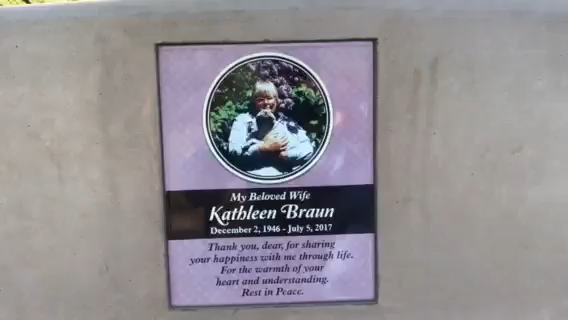 My Beloved Wife
Kathleen Braun
December 2, 1946 - July 5, 2017
Thank you, dear, for sharing
your happiness with me through life.
For the warmth of your
heart and understanding.
Rest in Peace.